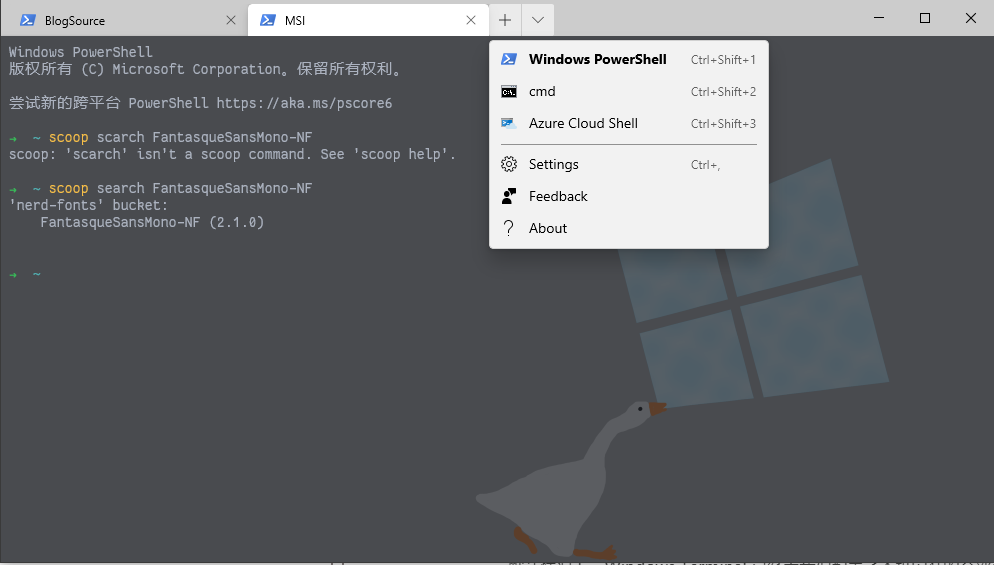 BlogSource
MSI
Windows PowerShell
版权所有 (C) Microsoft Corporation。保留所有权利。
尝试新的跨平台 PowerShell https://aka.ms/pscore6
➜ ~ scoop scarch FantasqueSansMono-NF
scoop: 'scarch' isn't a scoop command. See 'scoop help'.
➜ ~ scoop search FantasqueSansMono-NF
'nerd-fonts' bucket:
FantasqueSansMono-NF (2.1.0)
➜ ~
Windows PowerShell Ctrl+Shift+1
cmd Ctrl+Shift+2
Azure Cloud Shell Ctrl+Shift+3
Settings Ctrl+,
Feedback
About